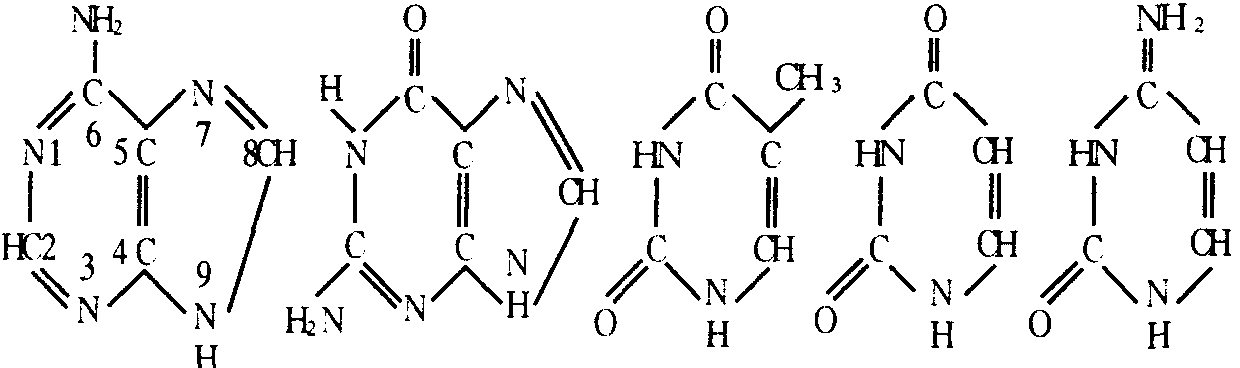 NH₂ O O O NH₂
N H C N C CH₃ C C
C 6 7
N1 5 C 8CH N C HN C HN CH HN CH
CH
HC2 4 C 9 C C N C CH C CH C CH
3 H
N N H₂N N O N O N O N
H H H H